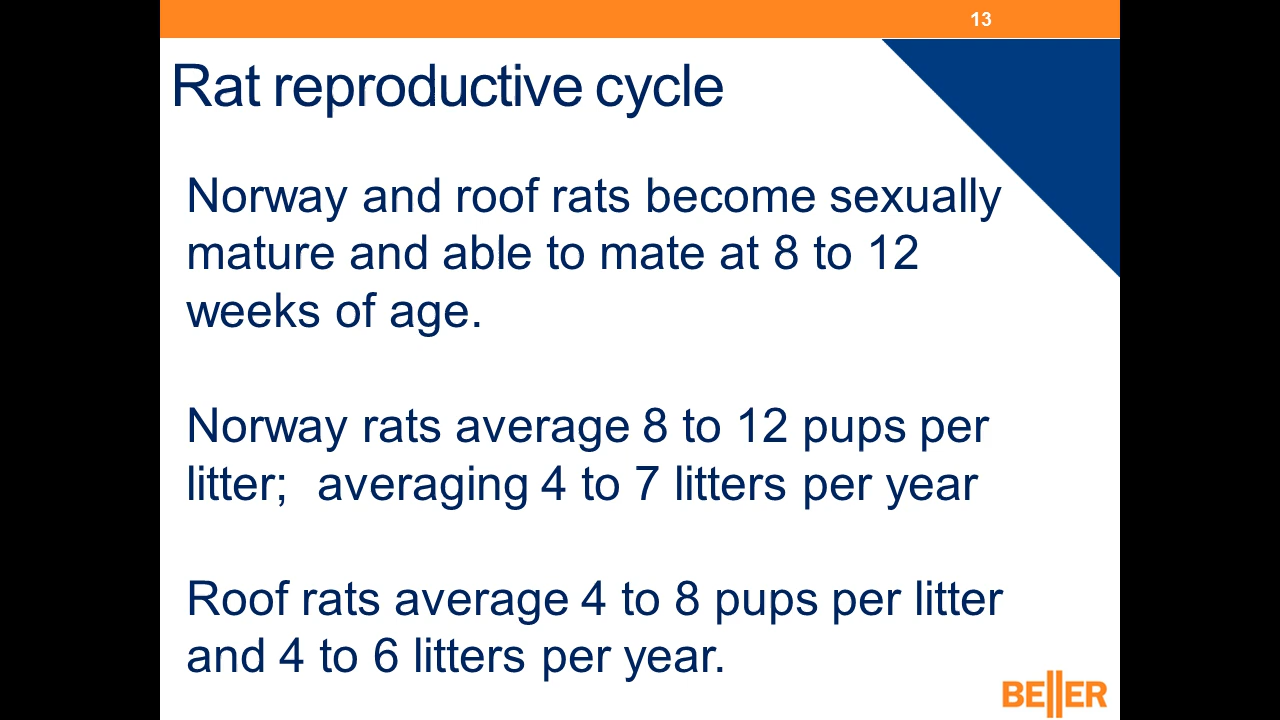 13
Rat reproductive cycle
Norway and roof rats become sexually
mature and able to mate at 8 to 12
weeks of age.
Norway rats average 8 to 12 pups per
litter;  averaging 4 to 7 litters per year
Roof rats average 4 to 8 pups per litter
and 4 to 6 litters per year.
BELLER